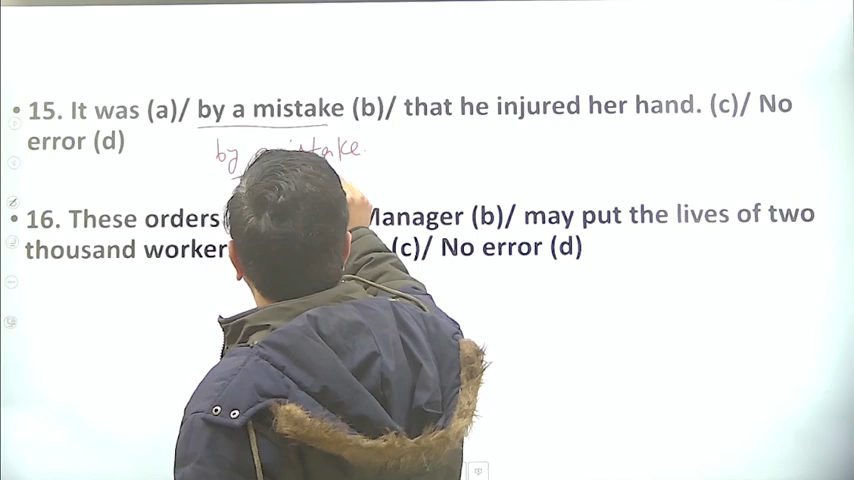 • 15. It was (a)/ by a mistake (b)/ that he injured her hand. (c)/ No
error (d)
by mistake.
• 16. These orders Manager (b)/ may put the lives of two
thousand worker (c)/ No error (d)